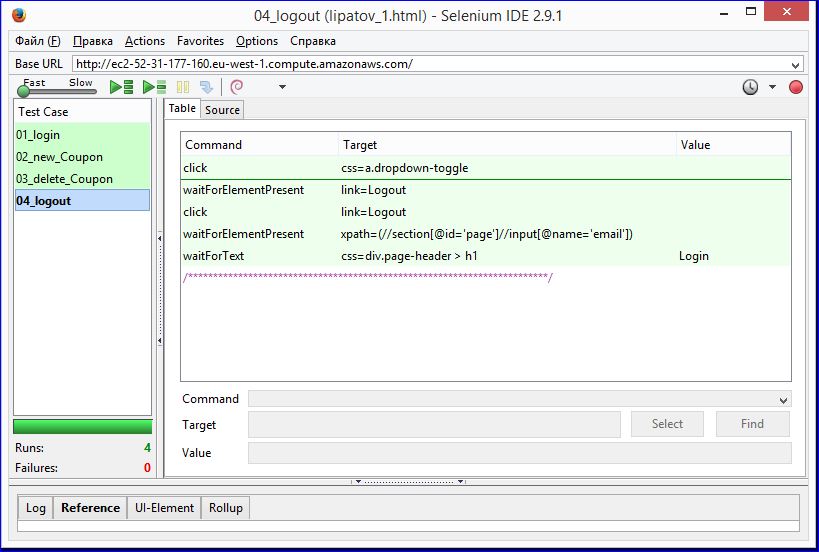 04_logout (lipatov_1.html) - Selenium IDE 2.9.1
Файл (F) Правка Actions Favorites Options Справка
Base URL http://ec2-52-31-177-160.eu-west-1.compute.amazonaws.com/
Fast Slow
Test Case
01_login
02_new_Coupon
03_delete_Coupon
04_logout
Runs: 4
Failures: 0
Table Source
Command Target Value
click css=a.dropdown-toggle
waitForElementPresent link=Logout
click link=Logout
waitForElementPresent xpath=(//section[@id='page']//input[@name='email'])
waitForText css=div.page-header > h1 Login
/************************************************************************/
Command
Target Select Find
Value
Log Reference UI-Element Rollup